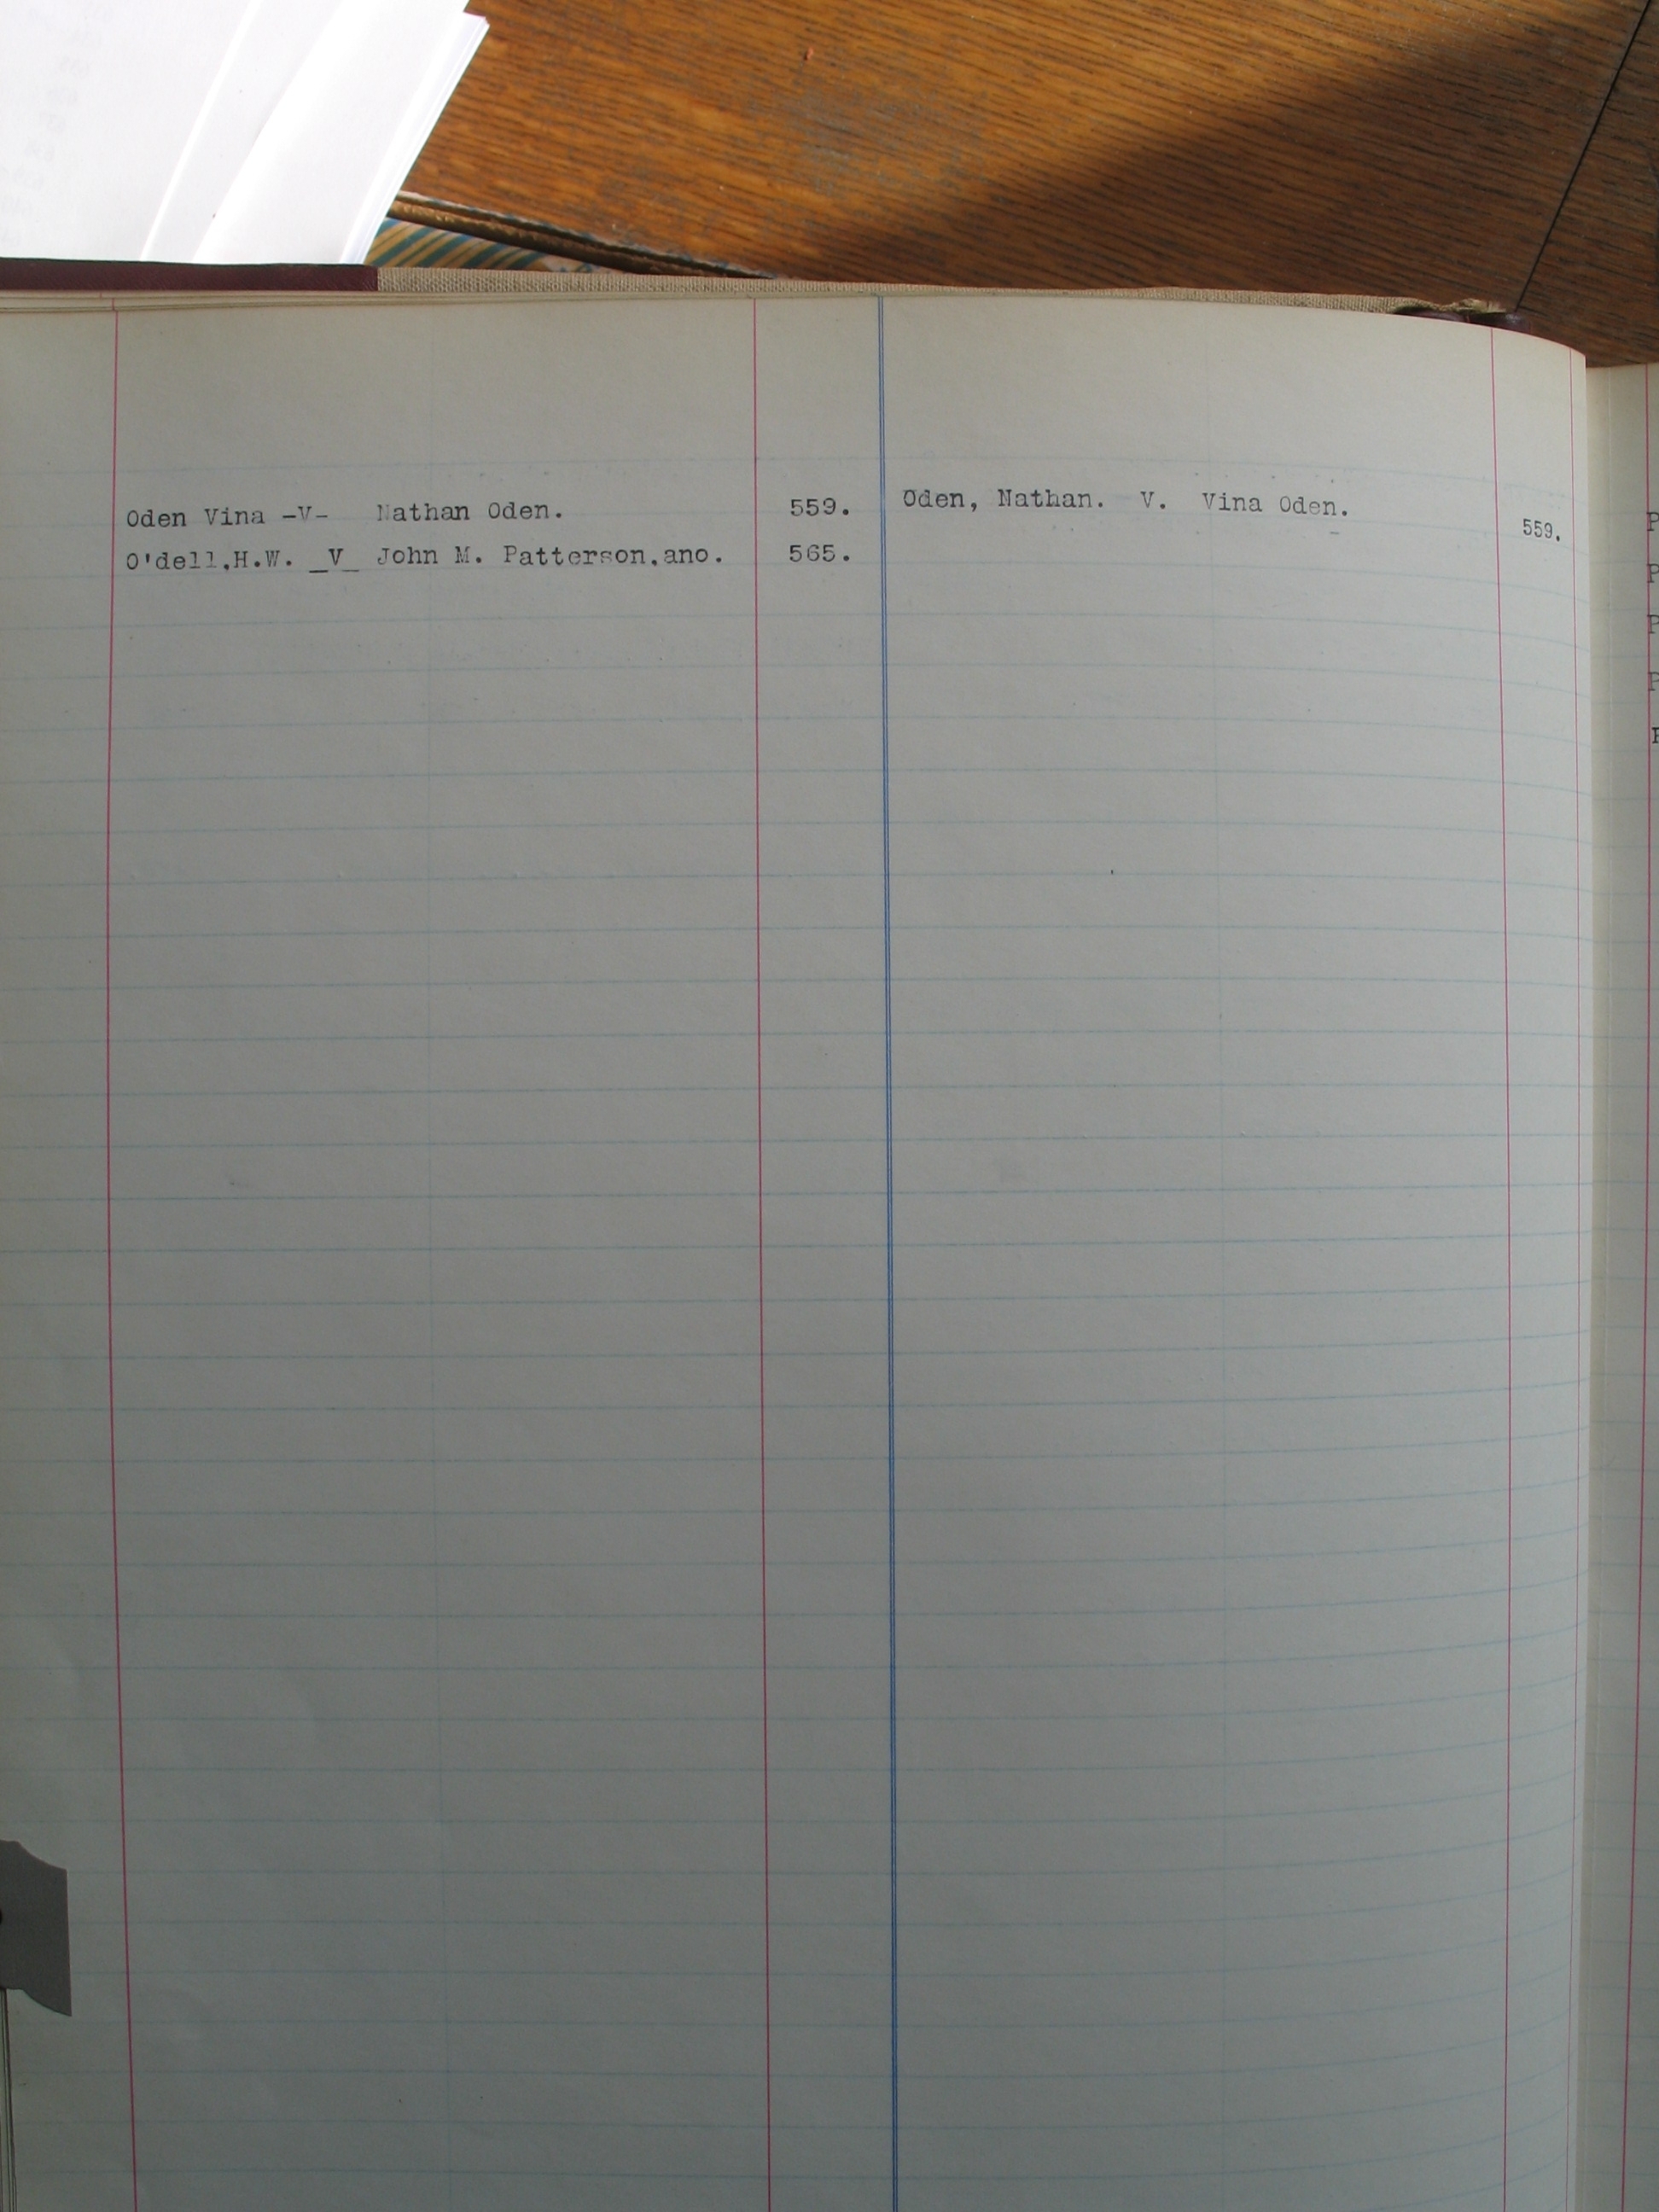 Oden Vina -V- Nathan Oden. 559.
O'dell,H.W. _V_ John M. Patterson,ano. 565.
Oden, Nathan. V. Vina Oden. 559.
P
P
P
P
P